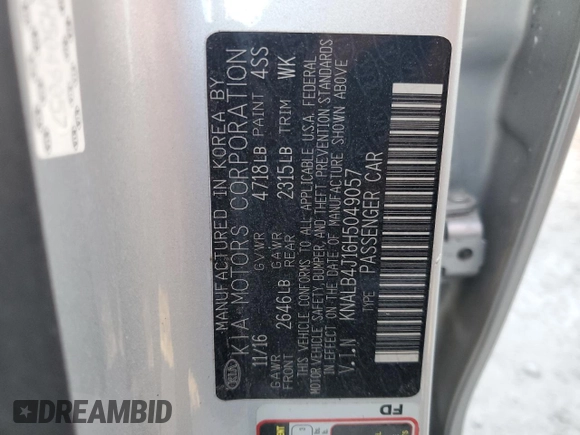 MANUFACTURED IN KOREA BY
KIA MOTORS CORPORATION
KIA
11/16 GVWR 4718LB PAINT 4SS
GAWR FRONT 2646LB GAWR REAR 2315LB TRIM WK
THIS VEHICLE CONFORMS TO ALL APPLICABLE U.S.A. FEDERAL
MOTOR VEHICLE SAFETY, BUMPER, AND THEFT PREVENTION STANDARDS
IN EFFECT ON THE DATE OF MANUFACTURE SHOWN ABOVE
V.I.N KNALB4J16H5049057
TYPE PASSENGER CAR
FD
DREAMBID